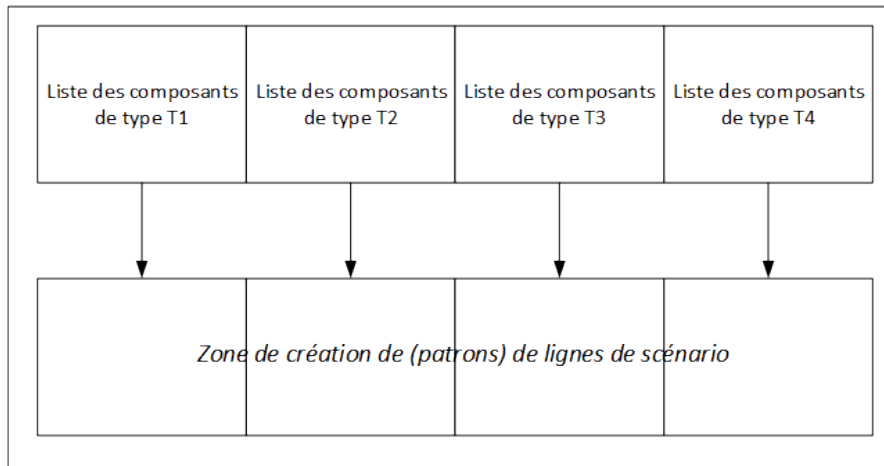 Liste des composants
de type T1
Liste des composants
de type T2
Liste des composants
de type T3
Liste des composants
de type T4
Zone de création de (patrons) de lignes de scénario